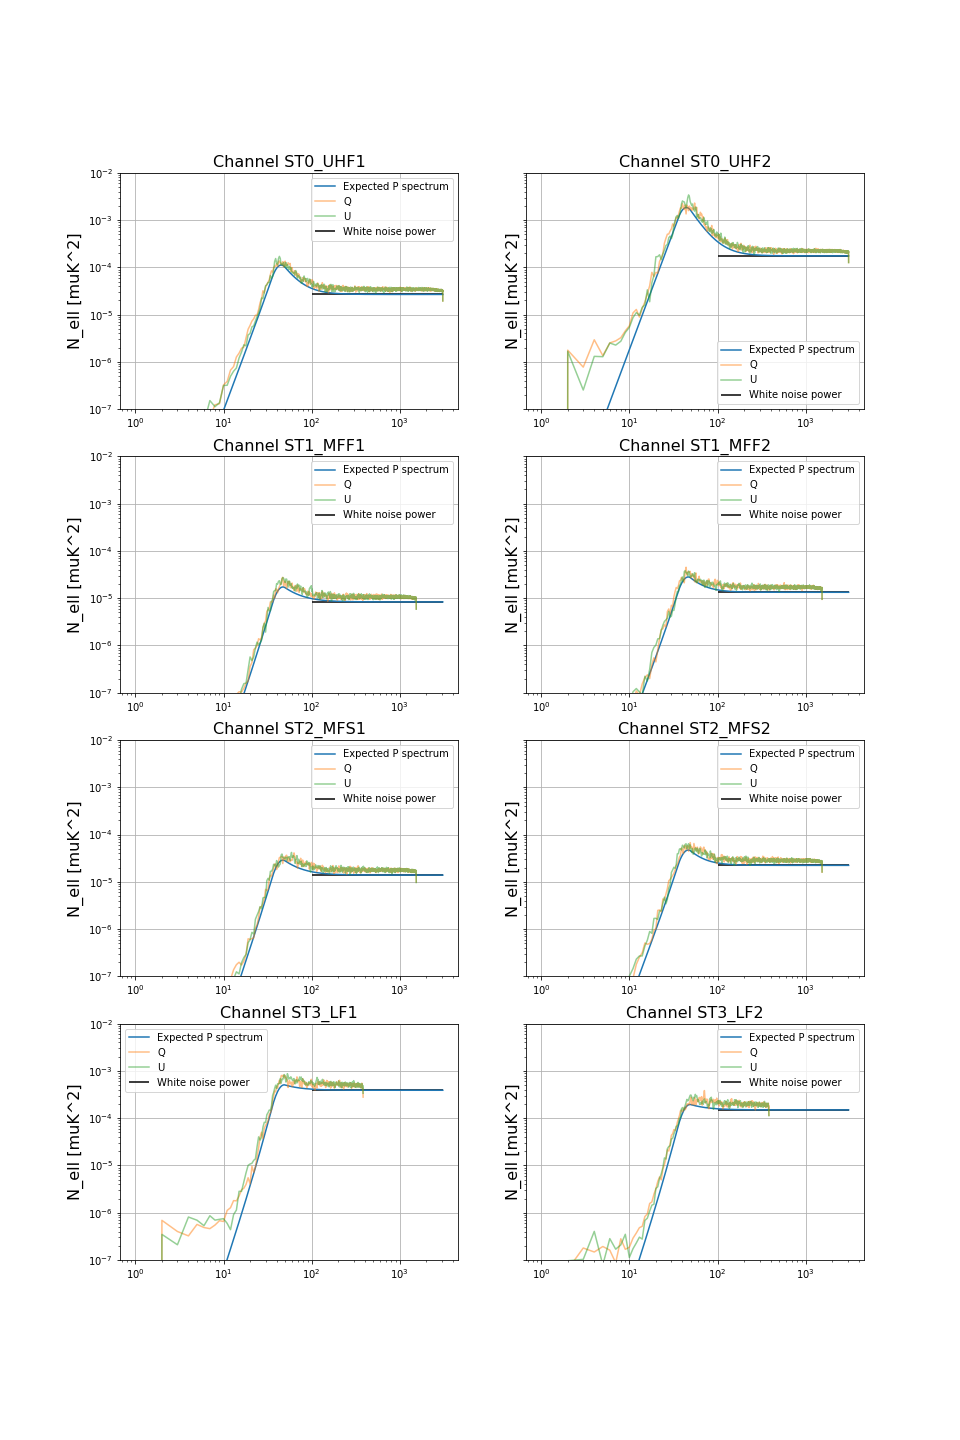 Channel ST0_UHF1
N_ell [muK^2]
10^-2
10^-3
10^-4
10^-5
10^-6
10^-7
10^0 10^1 10^2 10^3
Expected P spectrum
Q
U
White noise power
Channel ST0_UHF2
N_ell [muK^2]
10^0 10^1 10^2 10^3
Expected P spectrum
Q
U
White noise power
Channel ST1_MFF1
N_ell [muK^2]
10^-2
10^-3
10^-4
10^-5
10^-6
10^-7
10^0 10^1 10^2 10^3
Expected P spectrum
Q
U
White noise power
Channel ST1_MFF2
N_ell [muK^2]
10^0 10^1 10^2 10^3
Expected P spectrum
Q
U
White noise power
Channel ST2_MFS1
N_ell [muK^2]
10^-2
10^-3
10^-4
10^-5
10^-6
10^-7
10^0 10^1 10^2 10^3
Expected P spectrum
Q
U
White noise power
Channel ST2_MFS2
N_ell [muK^2]
10^0 10^1 10^2 10^3
Expected P spectrum
Q
U
White noise power
Channel ST3_LF1
N_ell [muK^2]
10^-2
10^-3
10^-4
10^-5
10^-6
10^-7
10^0 10^1 10^2 10^3
Expected P spectrum
Q
U
White noise power
Channel ST3_LF2
N_ell [muK^2]
10^0 10^1 10^2 10^3
Expected P spectrum
Q
U
White noise power